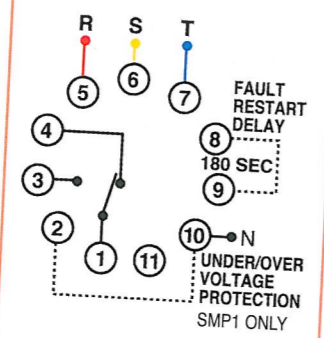 R S T
5 6 7
4
8
FAULT
RESTART
DELAY
180 SEC
3
9
2
1
11
10
N
UNDER/OVER
VOLTAGE
PROTECTION
SMP1 ONLY